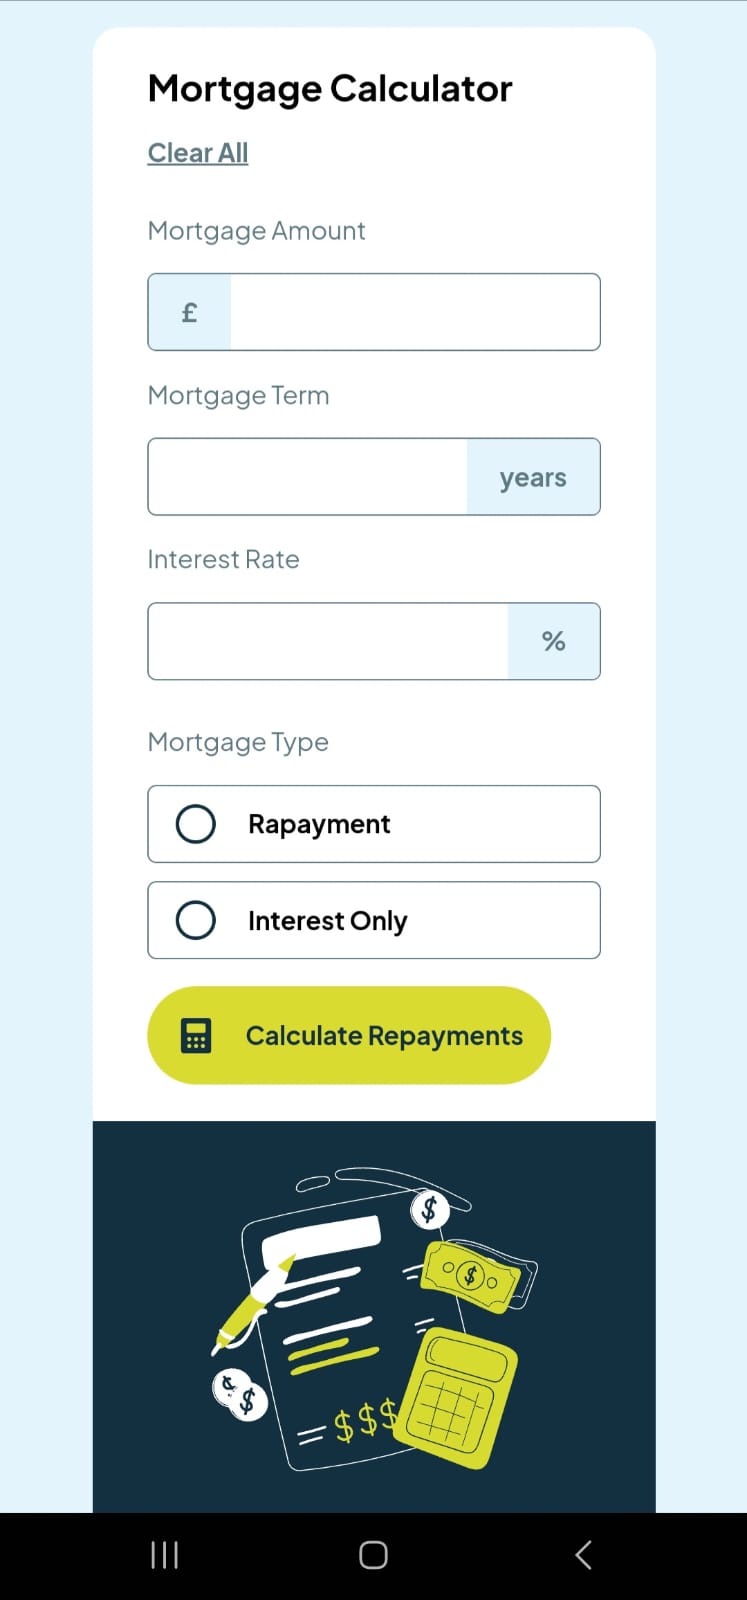 Mortgage Calculator
Clear All
Mortgage Amount
£
Mortgage Term
years
Interest Rate
%
Mortgage Type
Rapayment
Interest Only
Calculate Repayments
$
$
¢
$
= $$$